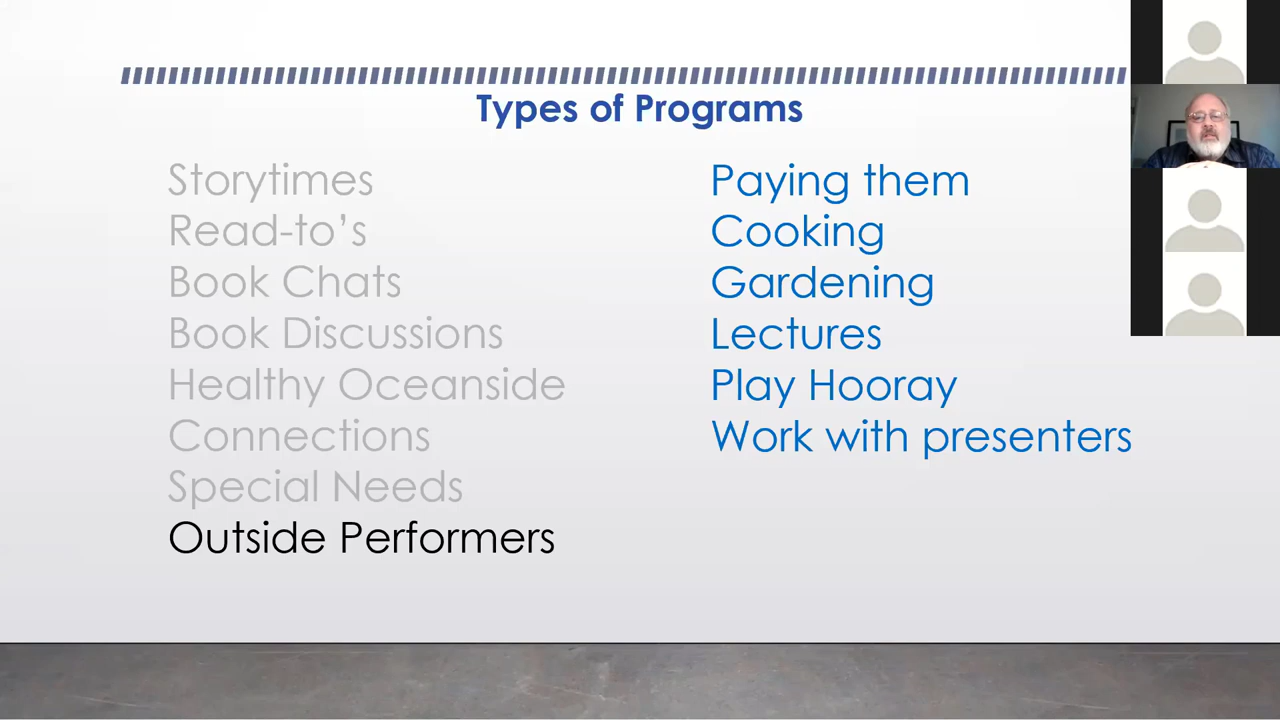 Types of Programs
Storytimes
Read-to’s
Book Chats
Book Discussions
Healthy Oceanside
Connections
Special Needs
Outside Performers
Paying them
Cooking
Gardening
Lectures
Play Hooray
Work with presenters